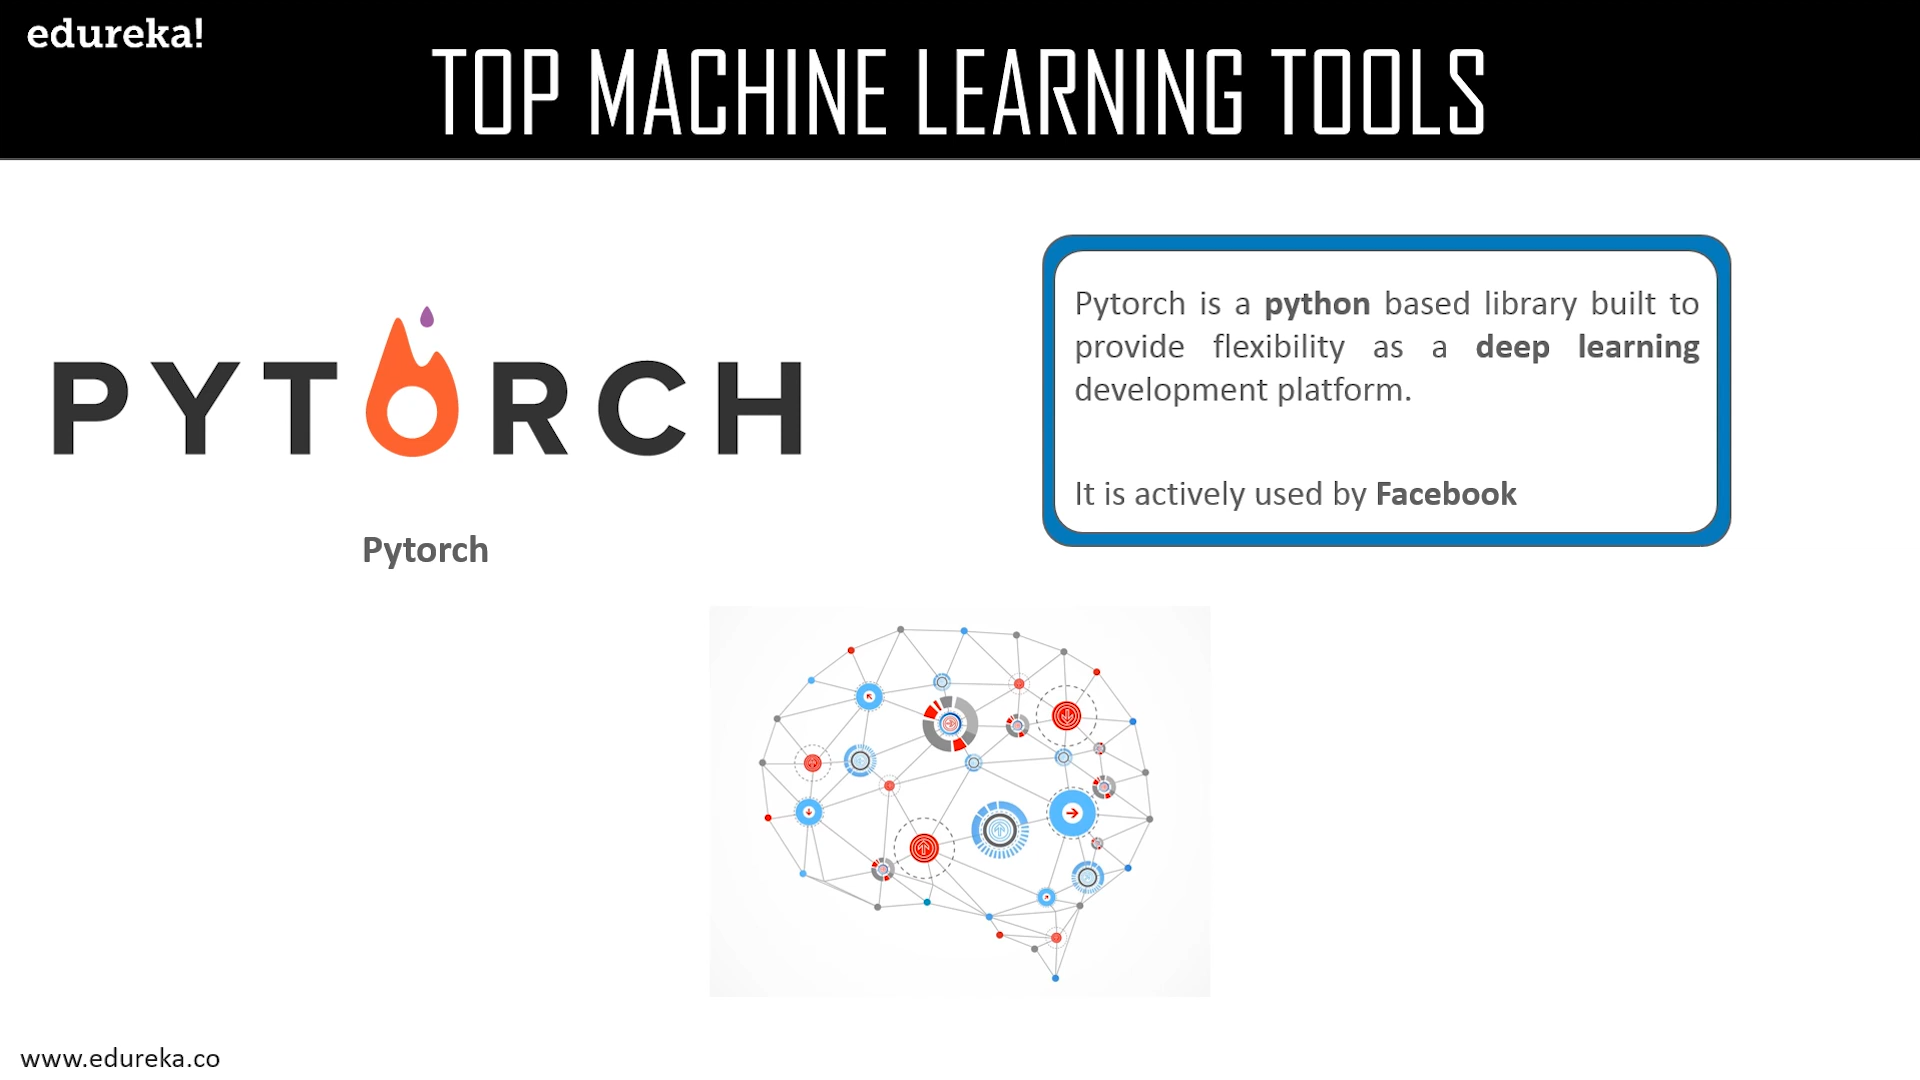 edureka!
TOP MACHINE LEARNING TOOLS
PYTORCH
Pytorch
Pytorch is a python based library built to
provide flexibility as a deep learning
development platform.
It is actively used by Facebook
www.edureka.co